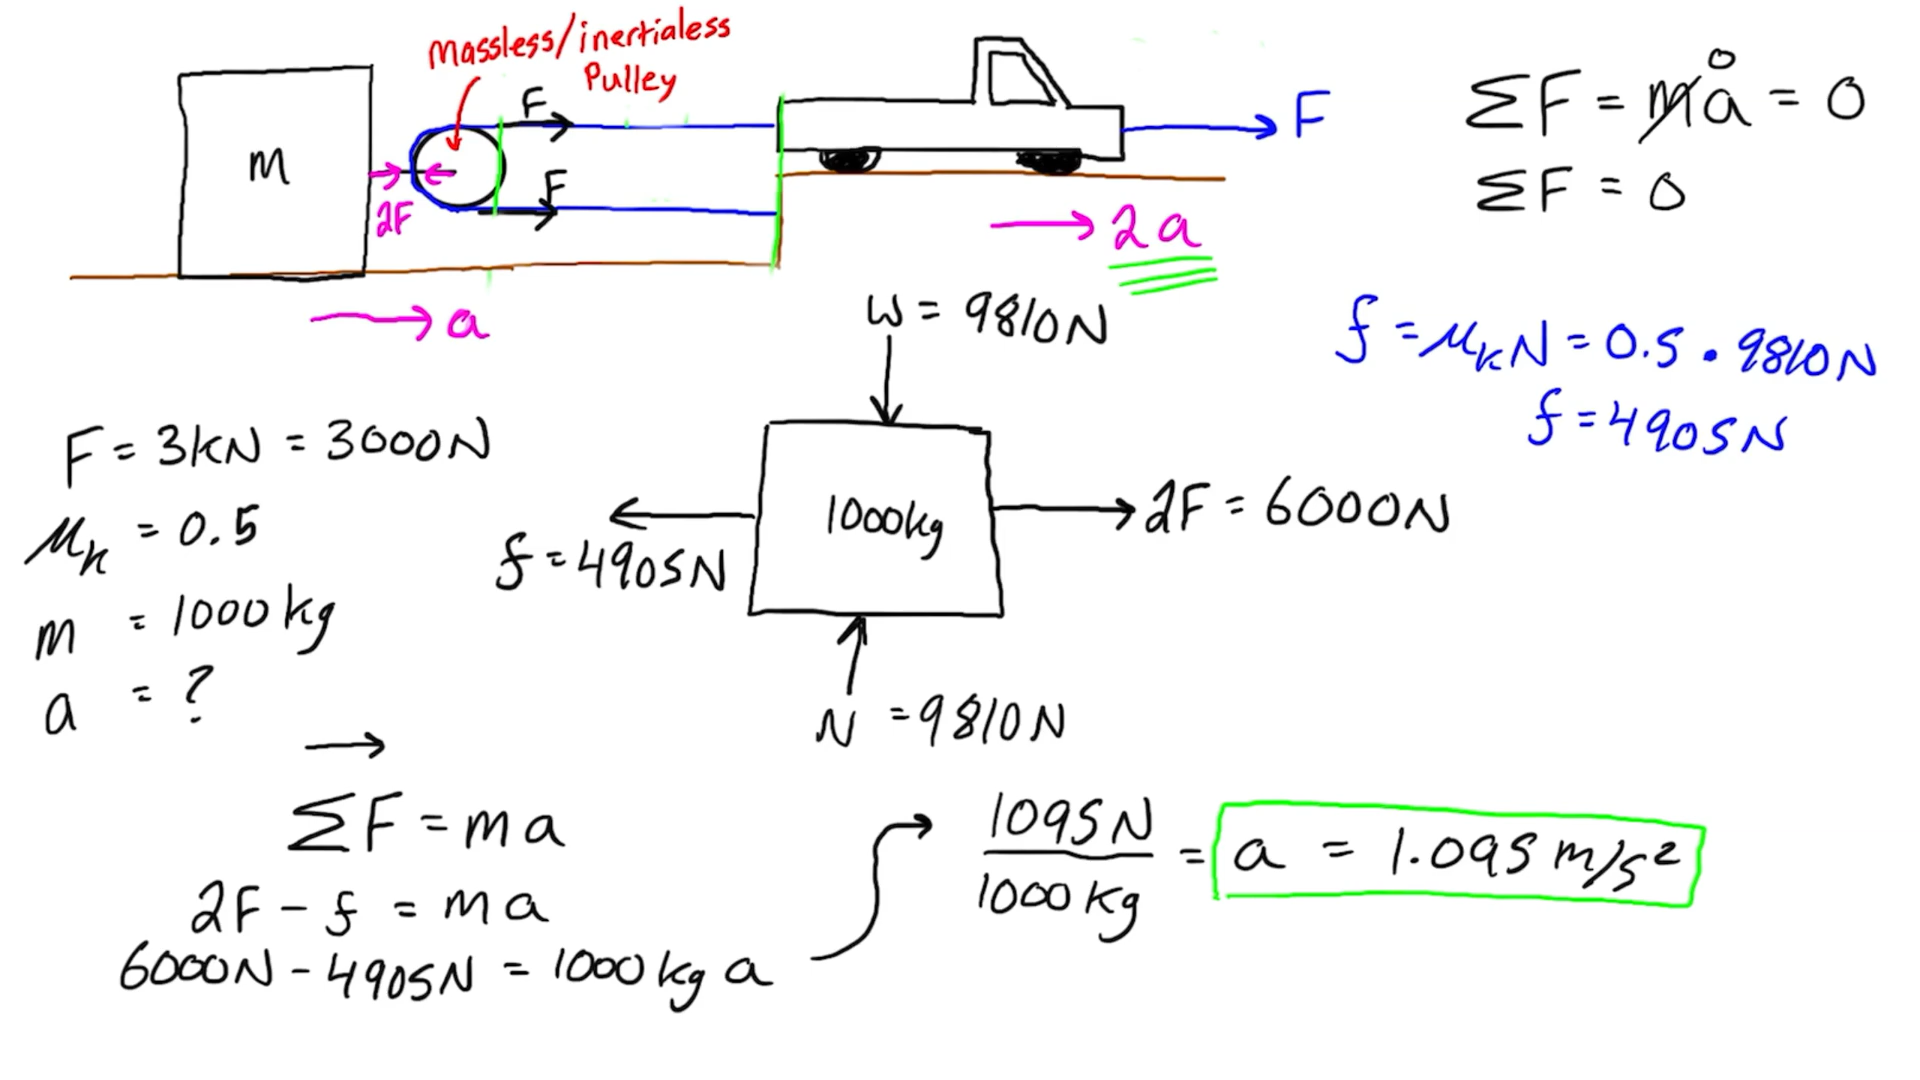 Massless/inertialess
Pulley
F
F
F
m
2F
2a
a
ΣF = ma⁰ = 0
ΣF = 0
W = 9810N
f = μₖN = 0.5 • 9810N
f = 4905N
F = 3kN = 3000N
μₖ = 0.5
m = 1000kg
a = ?
1000kg
2F = 6000N
f = 4905N
N = 9810N
ΣF = ma
2F - f = ma
6000N - 4905N = 1000kg a
1095N
1000kg
= a = 1.095 m/s²